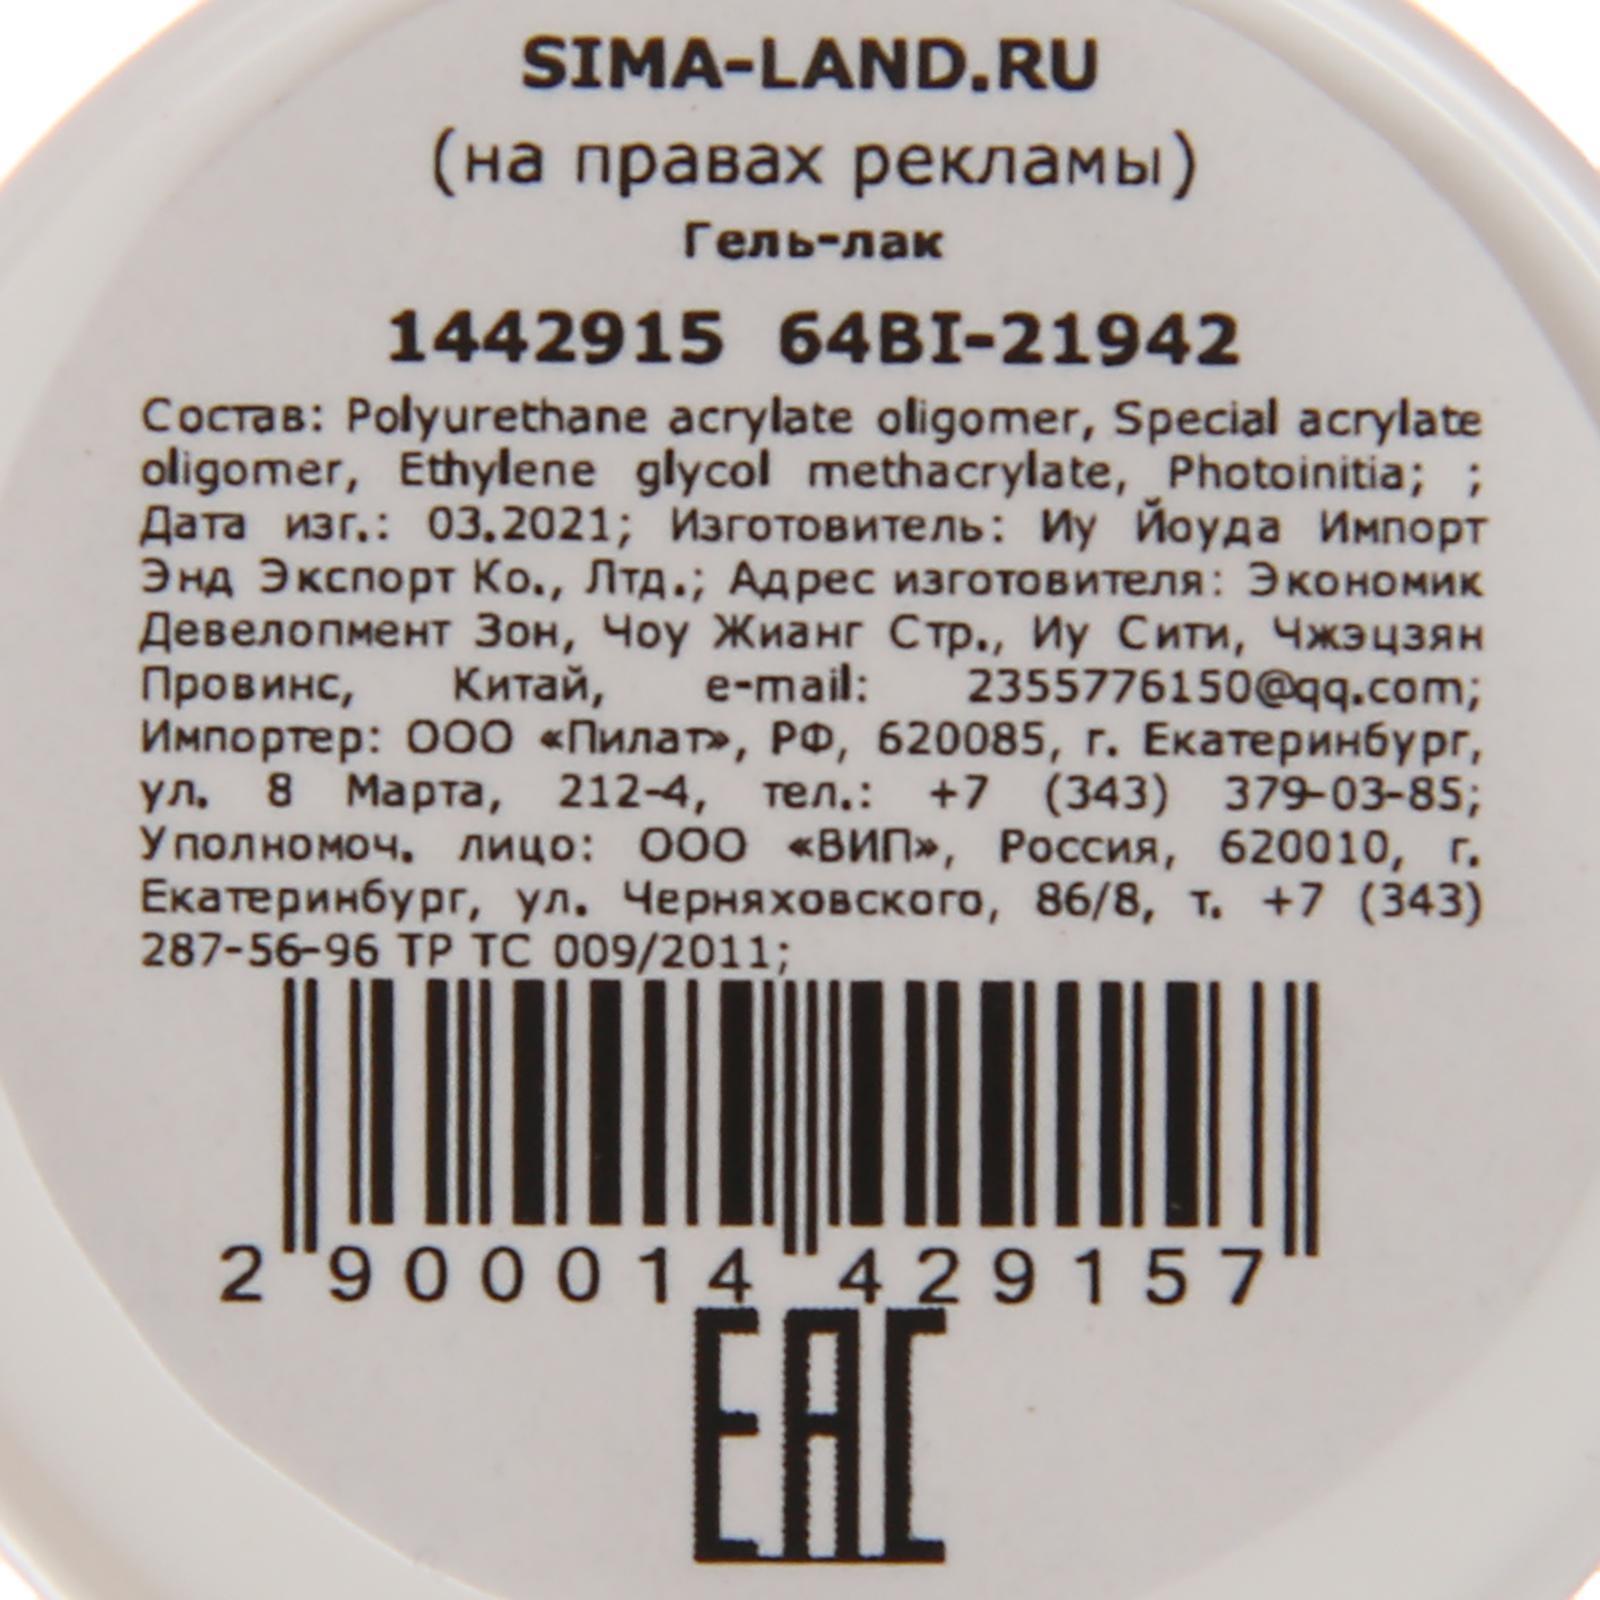 SIMA-LAND.RU
(на правах рекламы)
Гель-лак
1442915 64BI-21942
Состав: Polyurethane acrylate oligomer, Special acrylate
oligomer, Ethylene glycol methacrylate, Photoinitia; ;
Дата изг.: 03.2021; Изготовитель: Иу Йоуда Импорт
Энд Экспорт Ко., Лтд.; Адрес изготовителя: Экономик
Девелопмент Зон, Чоу Жианг Стр., Иу Сити, Чжэцзян
Провинс, Китай, e-mail: 2355776150@qq.com;
Импортер: ООО «Пилат», РФ, 620085, г. Екатеринбург,
ул. 8 Марта, 212-4, тел.: +7 (343) 379-03-85;
Уполномоч. лицо: ООО «ВИП», Россия, 620010, г.
Екатеринбург, ул. Черняховского, 86/8, т. +7 (343)
287-56-96 ТР ТС 009/2011;
2 900014 429157
EAC